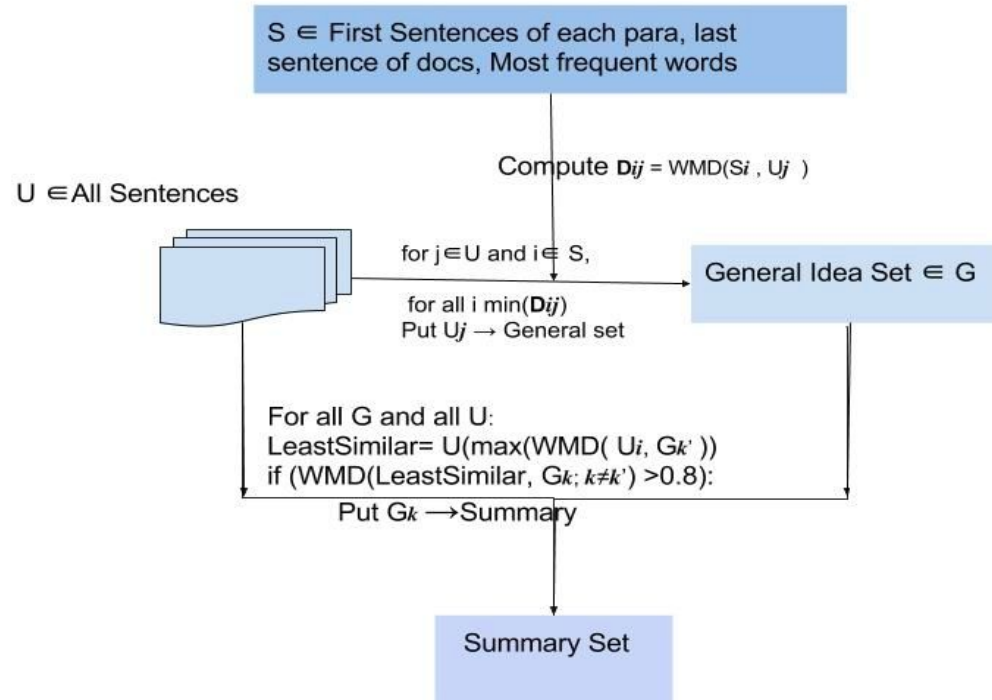 S ∈ First Sentences of each para, last
sentence of docs, Most frequent words
Compute Dij = WMD(Si , Uj )
U ∈All Sentences
for j∈U and i∈ S,
General Idea Set ∈ G
for all i min(Dij)
Put Uj → General set
For all G and all U:
LeastSimilar= U(max(WMD( Ui, Gk' ))
if (WMD(LeastSimilar, Gk; k≠k') >0.8):
Put Gk →Summary
Summary Set